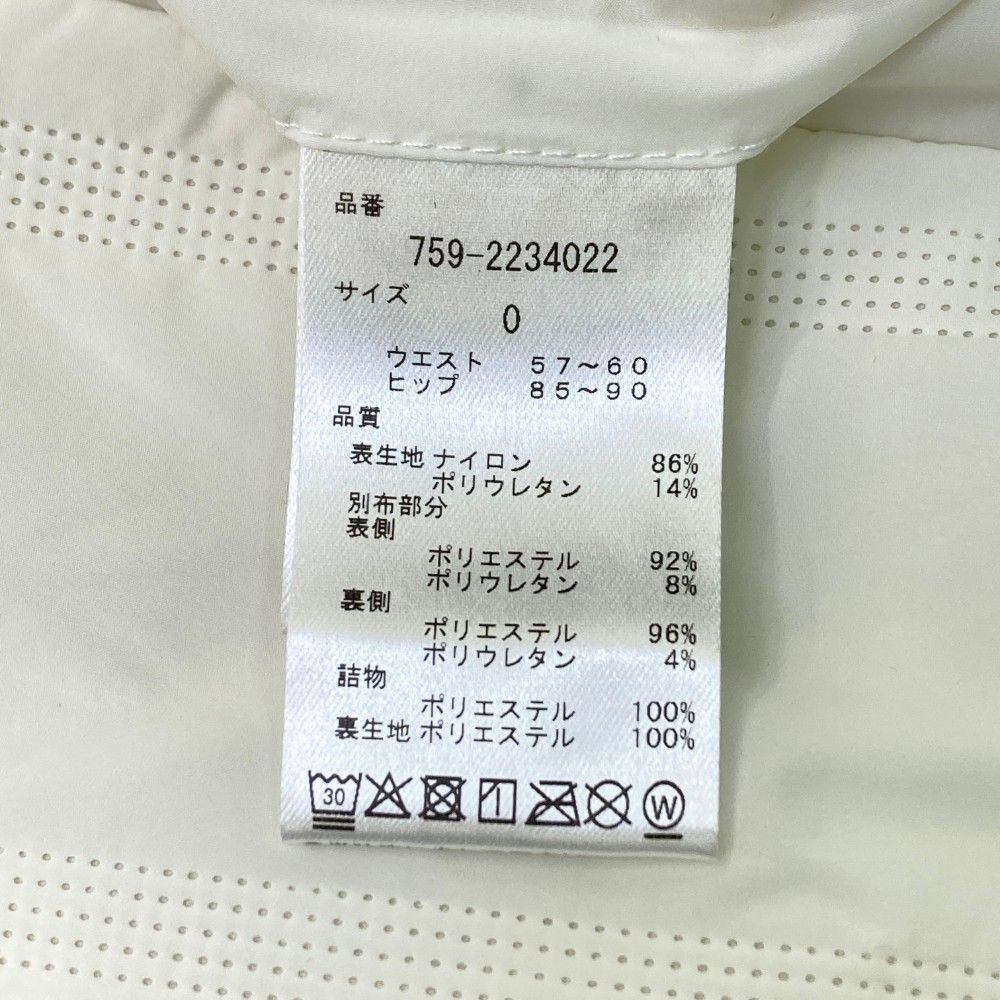 品番
759-2234022
サイズ
0
ウエスト 57～60
ヒップ 85～90
品質
表生地 ナイロン 86%
ポリウレタン 14%
別布部分
表側
ポリエステル 92%
ポリウレタン 8%
裏側
ポリエステル 96%
ポリウレタン 4%
詰物
ポリエステル 100%
裏生地 ポリエステル 100%
30 W